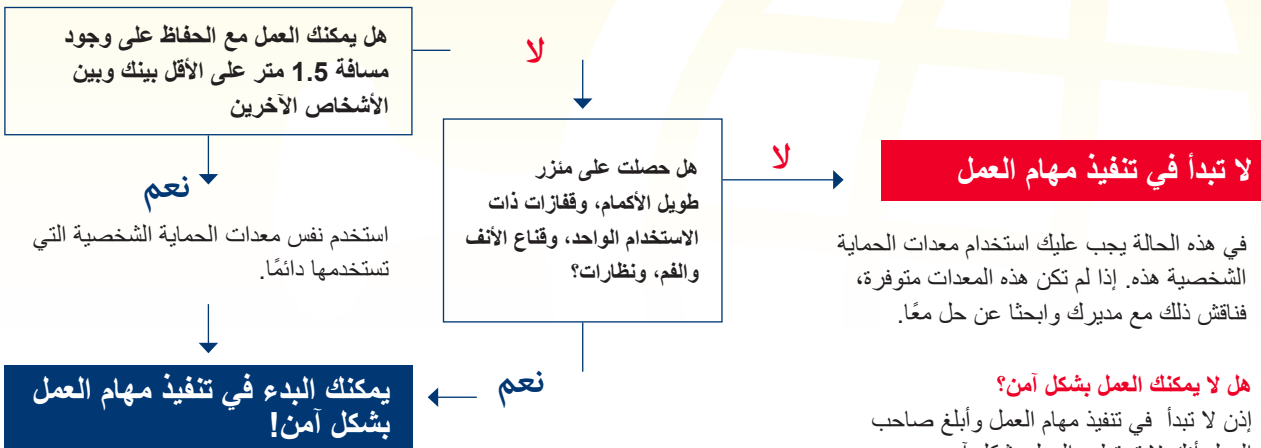 هل يمكنك العمل مع الحفاظ على وجود
مسافة 1.5 متر على الأقل بينك وبين
الأشخاص الآخرين
لا
نعم
استخدم نفس معدات الحماية الشخصية التي
تستخدمها دائمًا.
هل حصلت على مئزر
طويل الأكمام، وقفازات ذات
الاستخدام الواحد، وقناع الأنف
والفم، ونظارات؟
لا
نعم
لا تبدأ في تنفيذ مهام العمل
في هذه الحالة يجب عليك استخدام معدات الحماية
الشخصية هذه. إذا لم تكن هذه المعدات متوفرة،
فناقش ذلك مع مديرك وابحثا عن حل معًا.
يمكنك البدء في تنفيذ مهام العمل
بشكل آمن!
هل لا يمكنك العمل بشكل آمن؟
إذن لا تبدأ في تنفيذ مهام العمل وأبلغ صاحب